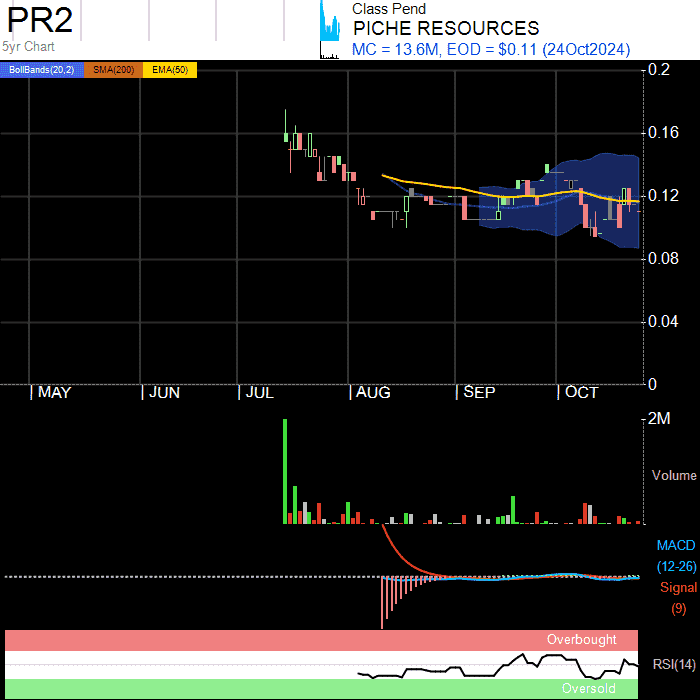 PR2
5yr Chart
Class Pend
PICHE RESOURCES
MC = 13.6M, EOD = $0.11 (24Oct2024)
BollBands(20,2) SMA(200) EMA(50)
0.2
0.16
0.12
0.08
0.04
0
MAY JUN JUL AUG SEP OCT
2M
Volume
MACD
(12-26)
Signal
(9)
Overbought
RSI(14)
Oversold